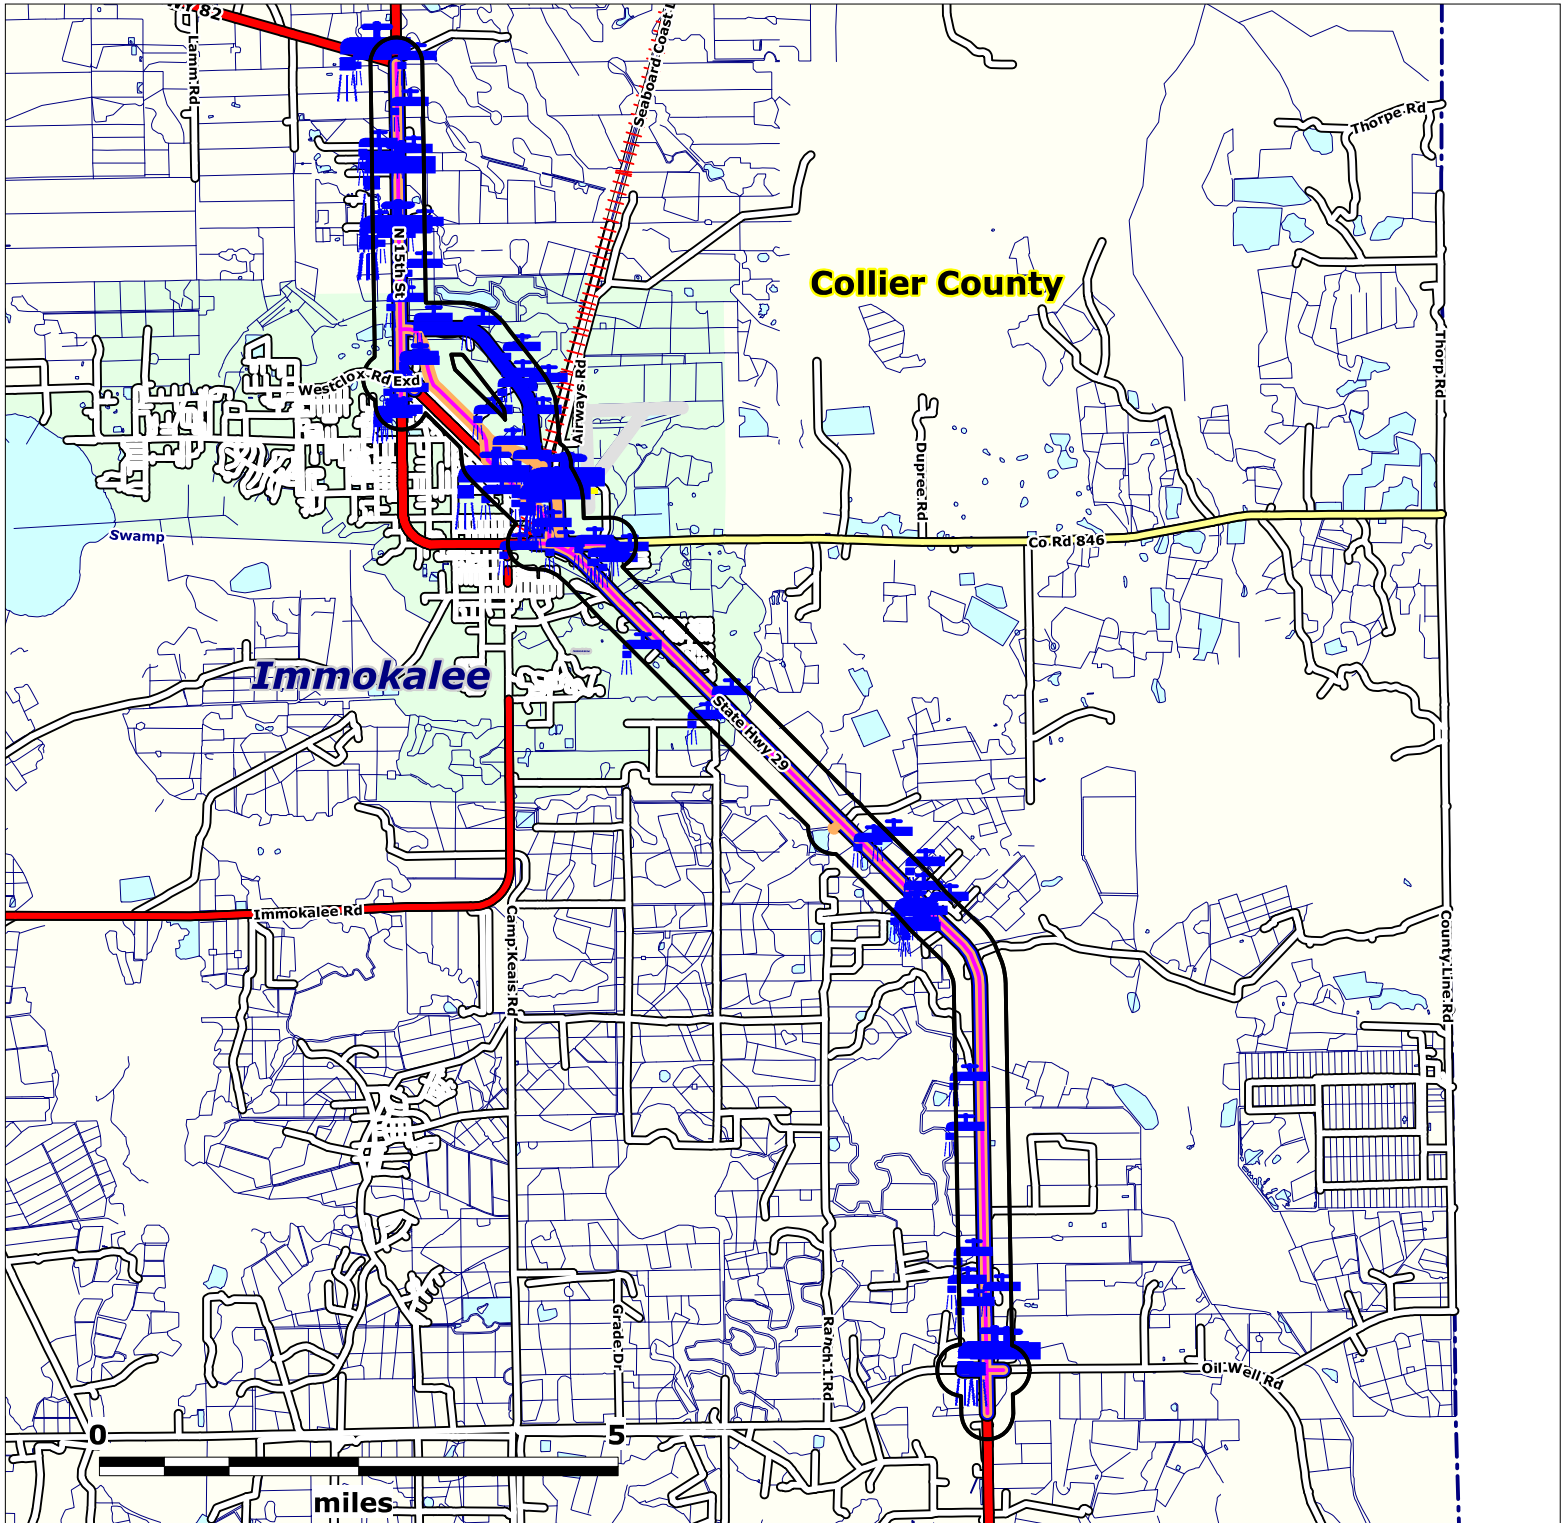 82
Lamm Rd
Seaboard Coast
Thorpe Rd
N 15th St
Collier County
Thorp Rd
Airways Rd
Westclox Rd Exd
Dupree Rd
Swamp
Co Rd 846
Immokalee
State Hwy 29
Immokalee Rd
Camp Keais Rd
County Line Rd
Grade Dr
Ranch 1 Rd
Oil Well Rd
0
5
miles